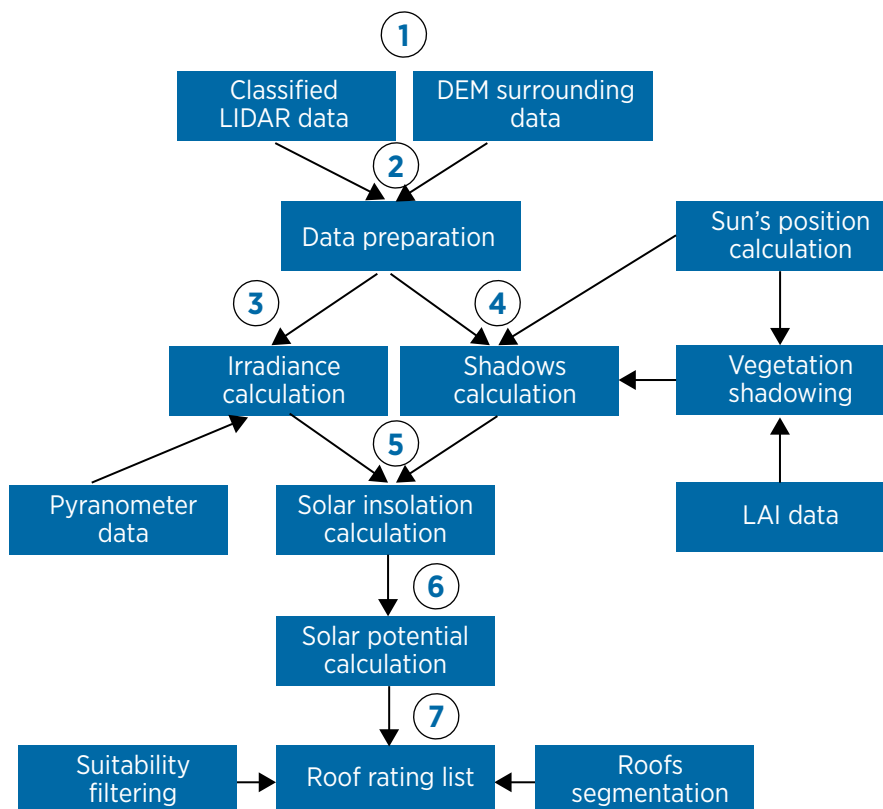 1
Classified
LIDAR data
DEM surrounding
data
2
Data preparation
Sun's position
calculation
3
4
Irradiance
calculation
Shadows
calculation
Vegetation
shadowing
5
Pyranometer
data
Solar insolation
calculation
LAI data
6
Solar potential
calculation
7
Suitability
filtering
Roof rating list
Roofs
segmentation